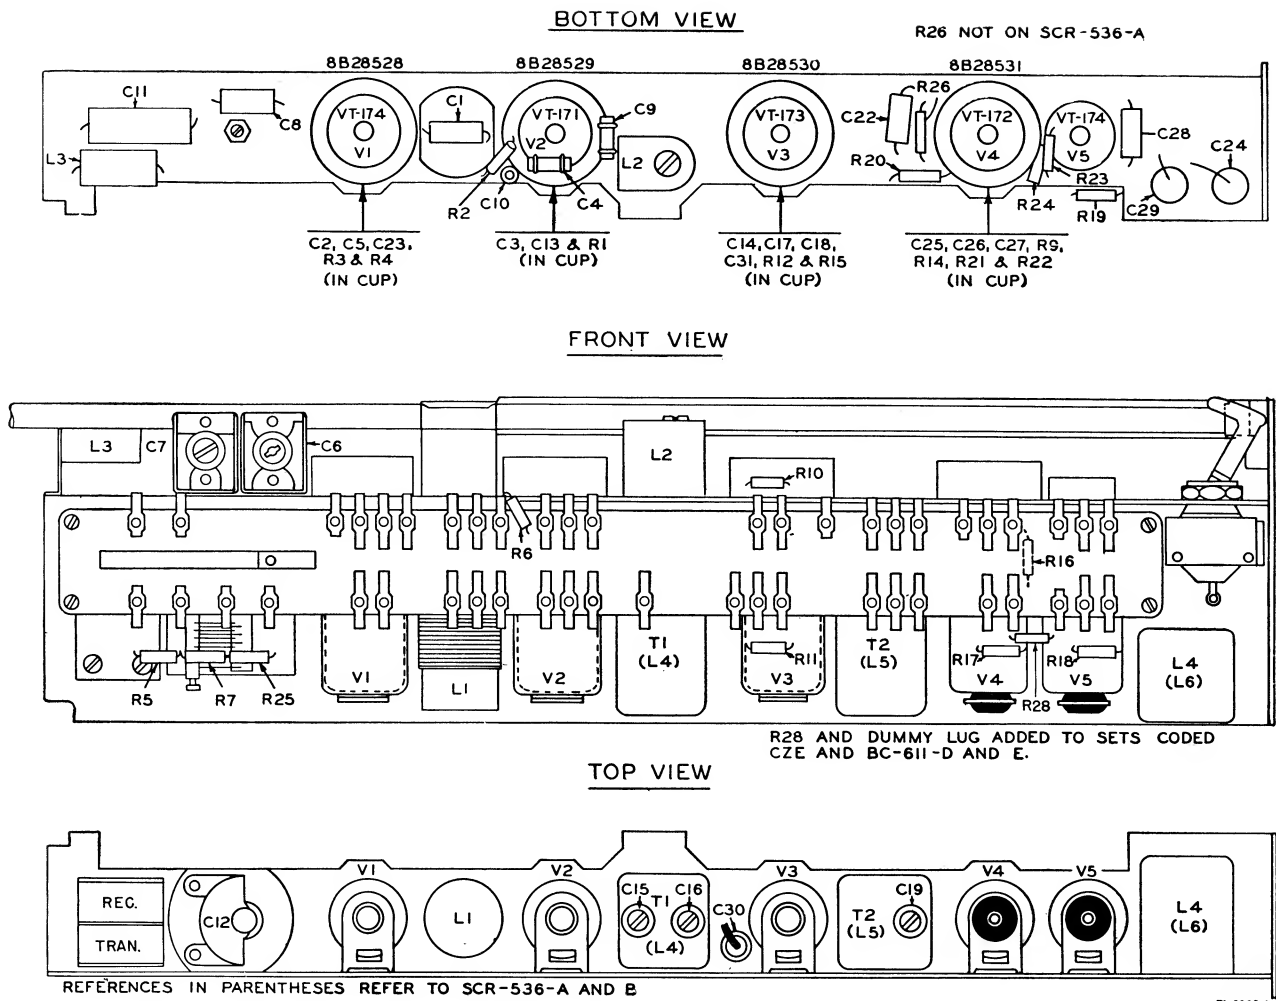 BOTTOM VIEW
R26 NOT ON SCR-536-A
8B28528
8B28529
8B28530
8B28531
C11
C8
VT-174
V1
C1
VT-171
V2
C9
L2
VT-173
V3
C22
R26
VT-172
V4
VT-174
V5
C28
C24
L3
R2
C10
C4
R20
R24
R23
R19
C29
C2, C5, C23,
R3 & R4
(IN CUP)
C3, C13 & R1
(IN CUP)
C14, C17, C18,
C31, R12 & R15
(IN CUP)
C25, C26, C27, R9,
R14, R21 & R22
(IN CUP)
FRONT VIEW
L3
C7
C6
L2
R10
R6
R16
R5
R7
R25
V1
L1
V2
T1
(L4)
R11
V3
T2
(L5)
R17
V4
R28
R18
V5
L4
(L6)
R28 AND DUMMY LUG ADDED TO SETS CODED
CZE AND BC-611-D AND E.
TOP VIEW
REC.
TRAN.
C12
V1
L1
V2
C15
C16
T1
(L4)
C30
V3
C19
T2
(L5)
V4
V5
L4
(L6)
REFERENCES IN PARENTHESES REFER TO SCR-536-A AND B